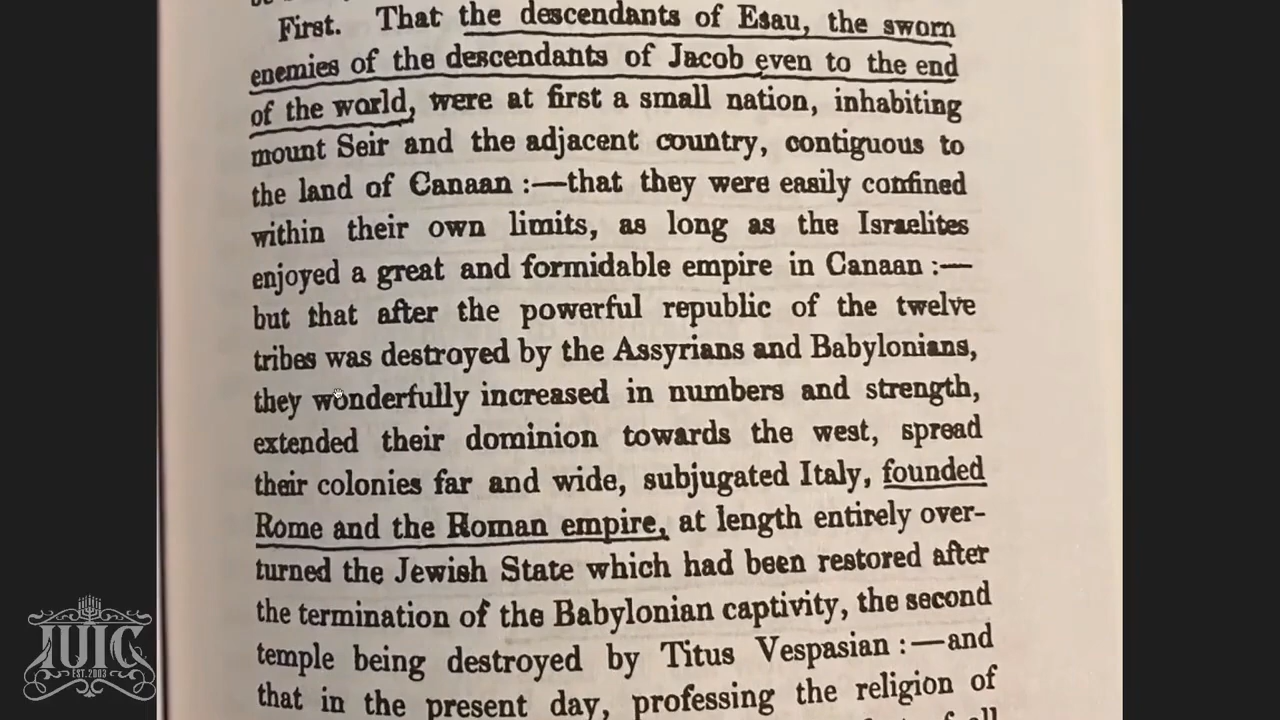 First. That the descendants of Esau, the sworn
enemies of the descendants of Jacob even to the end
of the world, were at first a small nation, inhabiting
mount Seir and the adjacent country, contiguous to
the land of Canaan :—that they were easily confined
within their own limits, as long as the Israelites
enjoyed a great and formidable empire in Canaan :—
but that after the powerful republic of the twelve
tribes was destroyed by the Assyrians and Babylonians,
they wonderfully increased in numbers and strength,
extended their dominion towards the west, spread
their colonies far and wide, subjugated Italy, founded
Rome and the Roman empire, at length entirely over-
turned the Jewish State which had been restored after
the termination of the Babylonian captivity, the second
temple being destroyed by Titus Vespasian :—and
that in the present day, professing the religion of
IUIC
EST. 2003